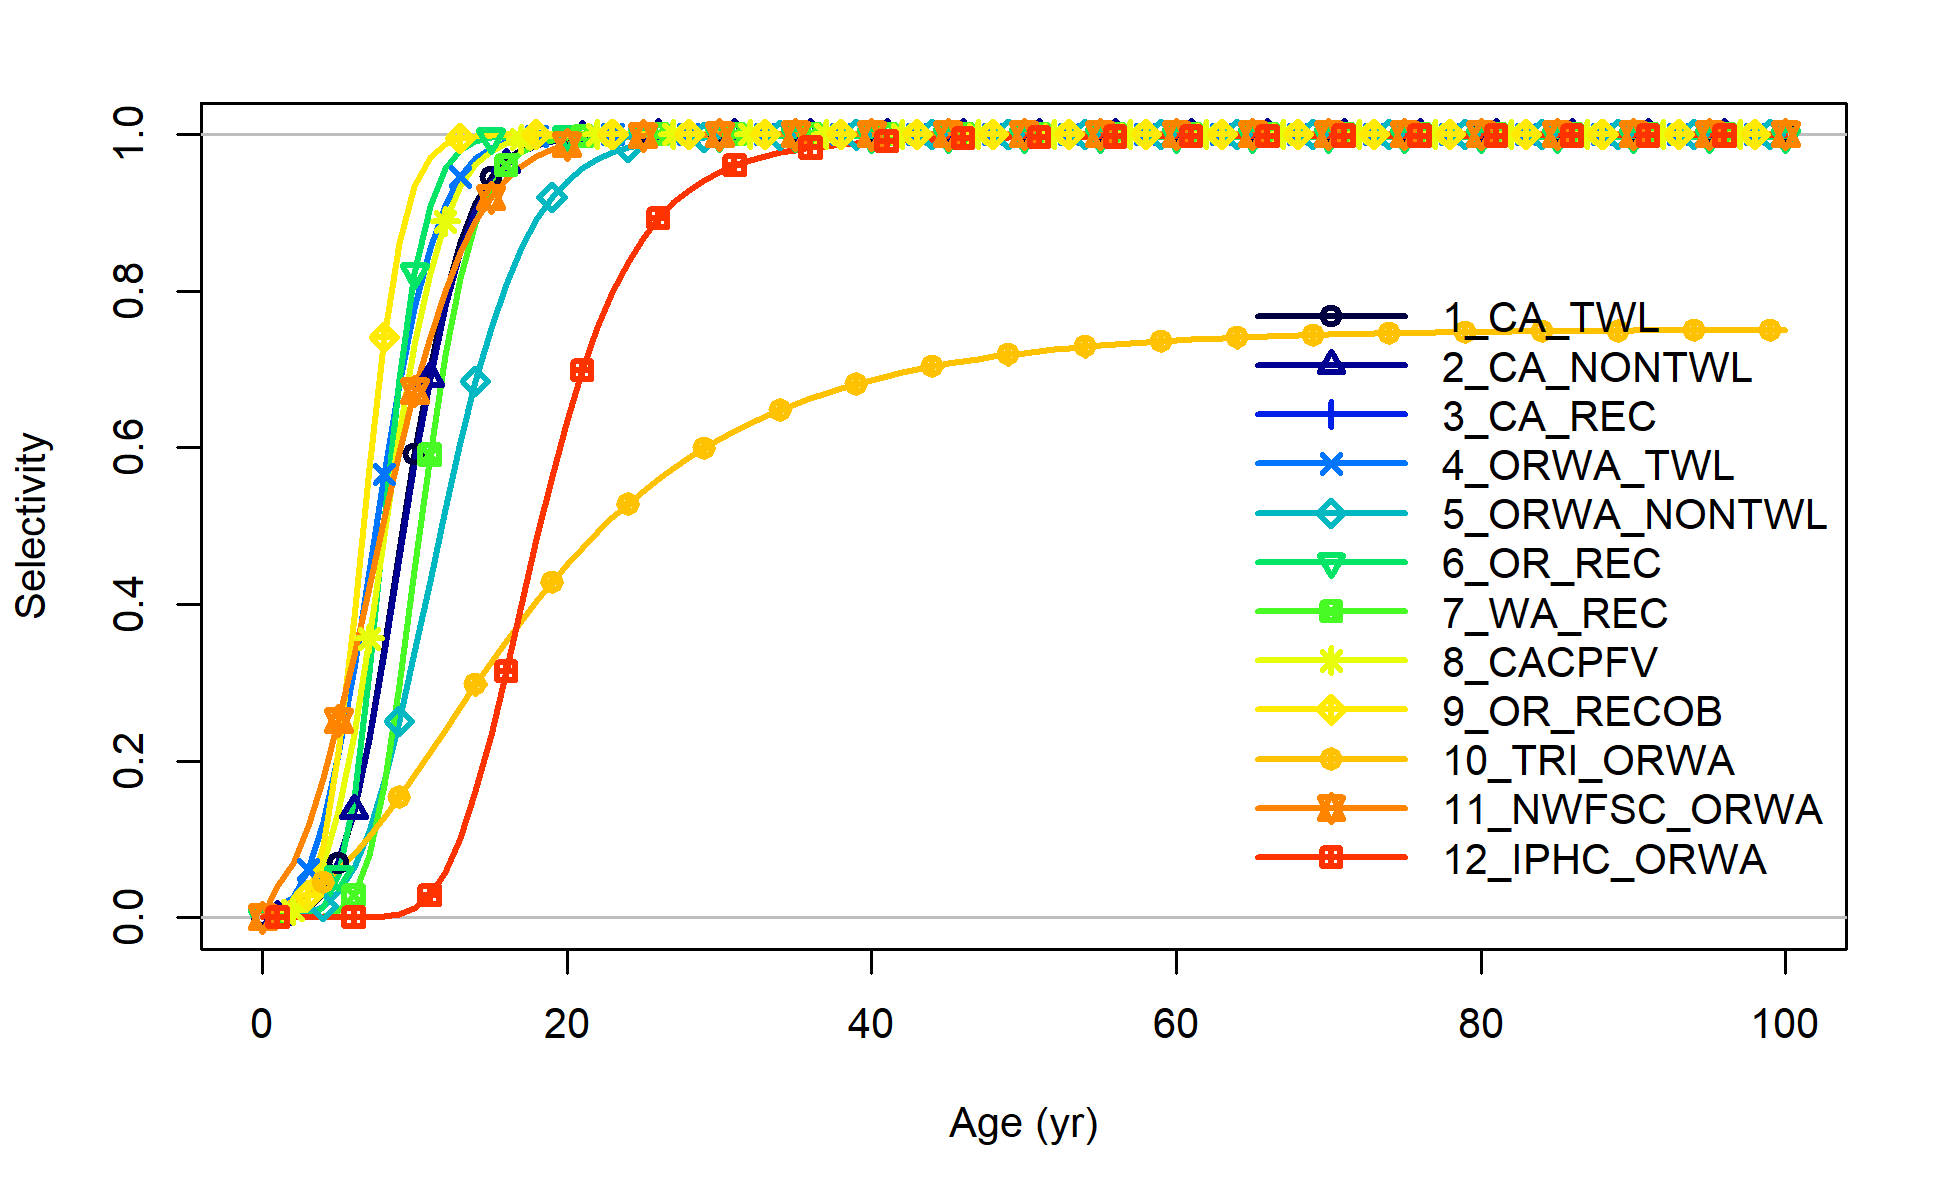 1.0
0.8
0.6
0.4
0.2
0.0
Selectivity
1_CA_TWL
2_CA_NONTWL
3_CA_REC
4_ORWA_TWL
5_ORWA_NONTWL
6_OR_REC
7_WA_REC
8_CACPFV
9_OR_RECOB
10_TRI_ORWA
11_NWFSC_ORWA
12_IPHC_ORWA
0 20 40 60 80 100
Age (yr)